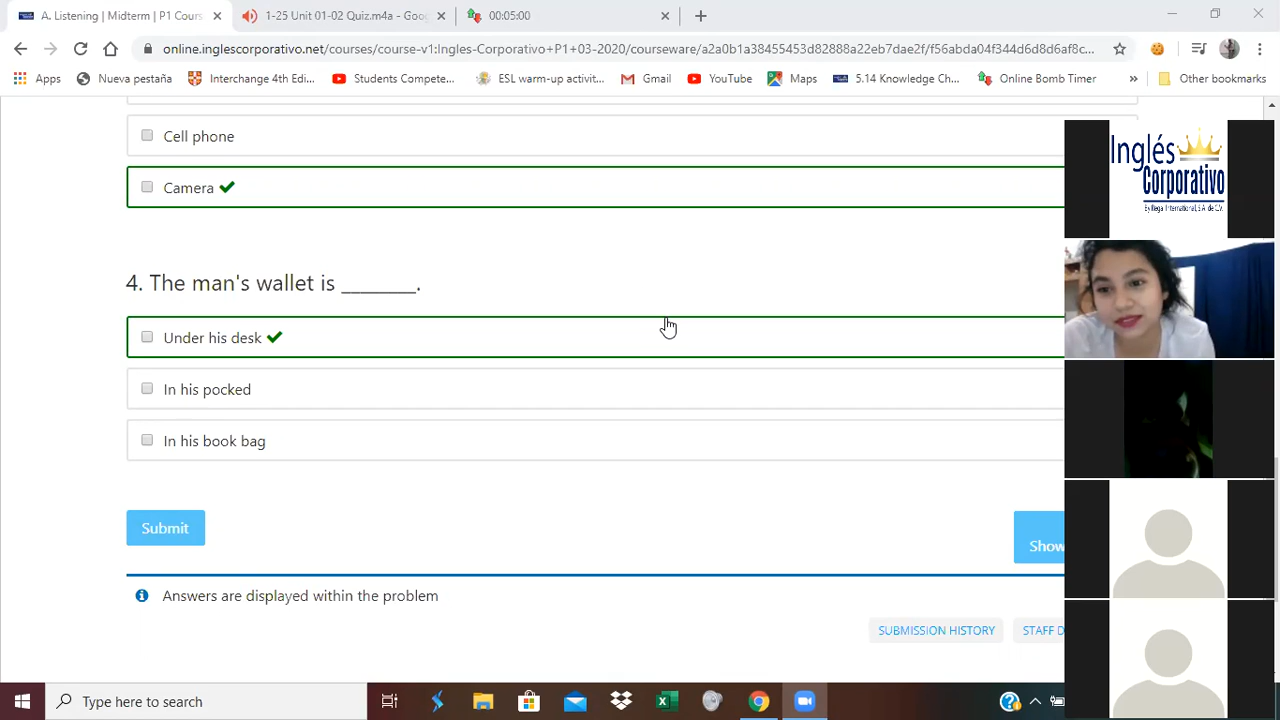 A. Listening | Midterm | P1 Cours
1-25 Unit 01-02 Quiz.m4a - Goo
00:05:00
online.inglescorporativo.net/courses/course-v1:Ingles-Corporativo+P1+03-2020/courseware/a2a0b1a38455453d82888a22eb7dae2f/f56abda04f344d6d8d6af8c...
Apps
Nueva pestaña
Interchange 4th Edi...
Students Compete...
ESL warm-up activit...
Gmail
YouTube
Maps
5.14 Knowledge Ch...
Online Bomb Timer
»
Other bookmarks
Cell phone
Camera
4. The man's wallet is _______.
Under his desk
In his pocked
In his book bag
Submit
Show
Answers are displayed within the problem
SUBMISSION HISTORY
STAFF D
Inglés
Corporativo
Type here to search